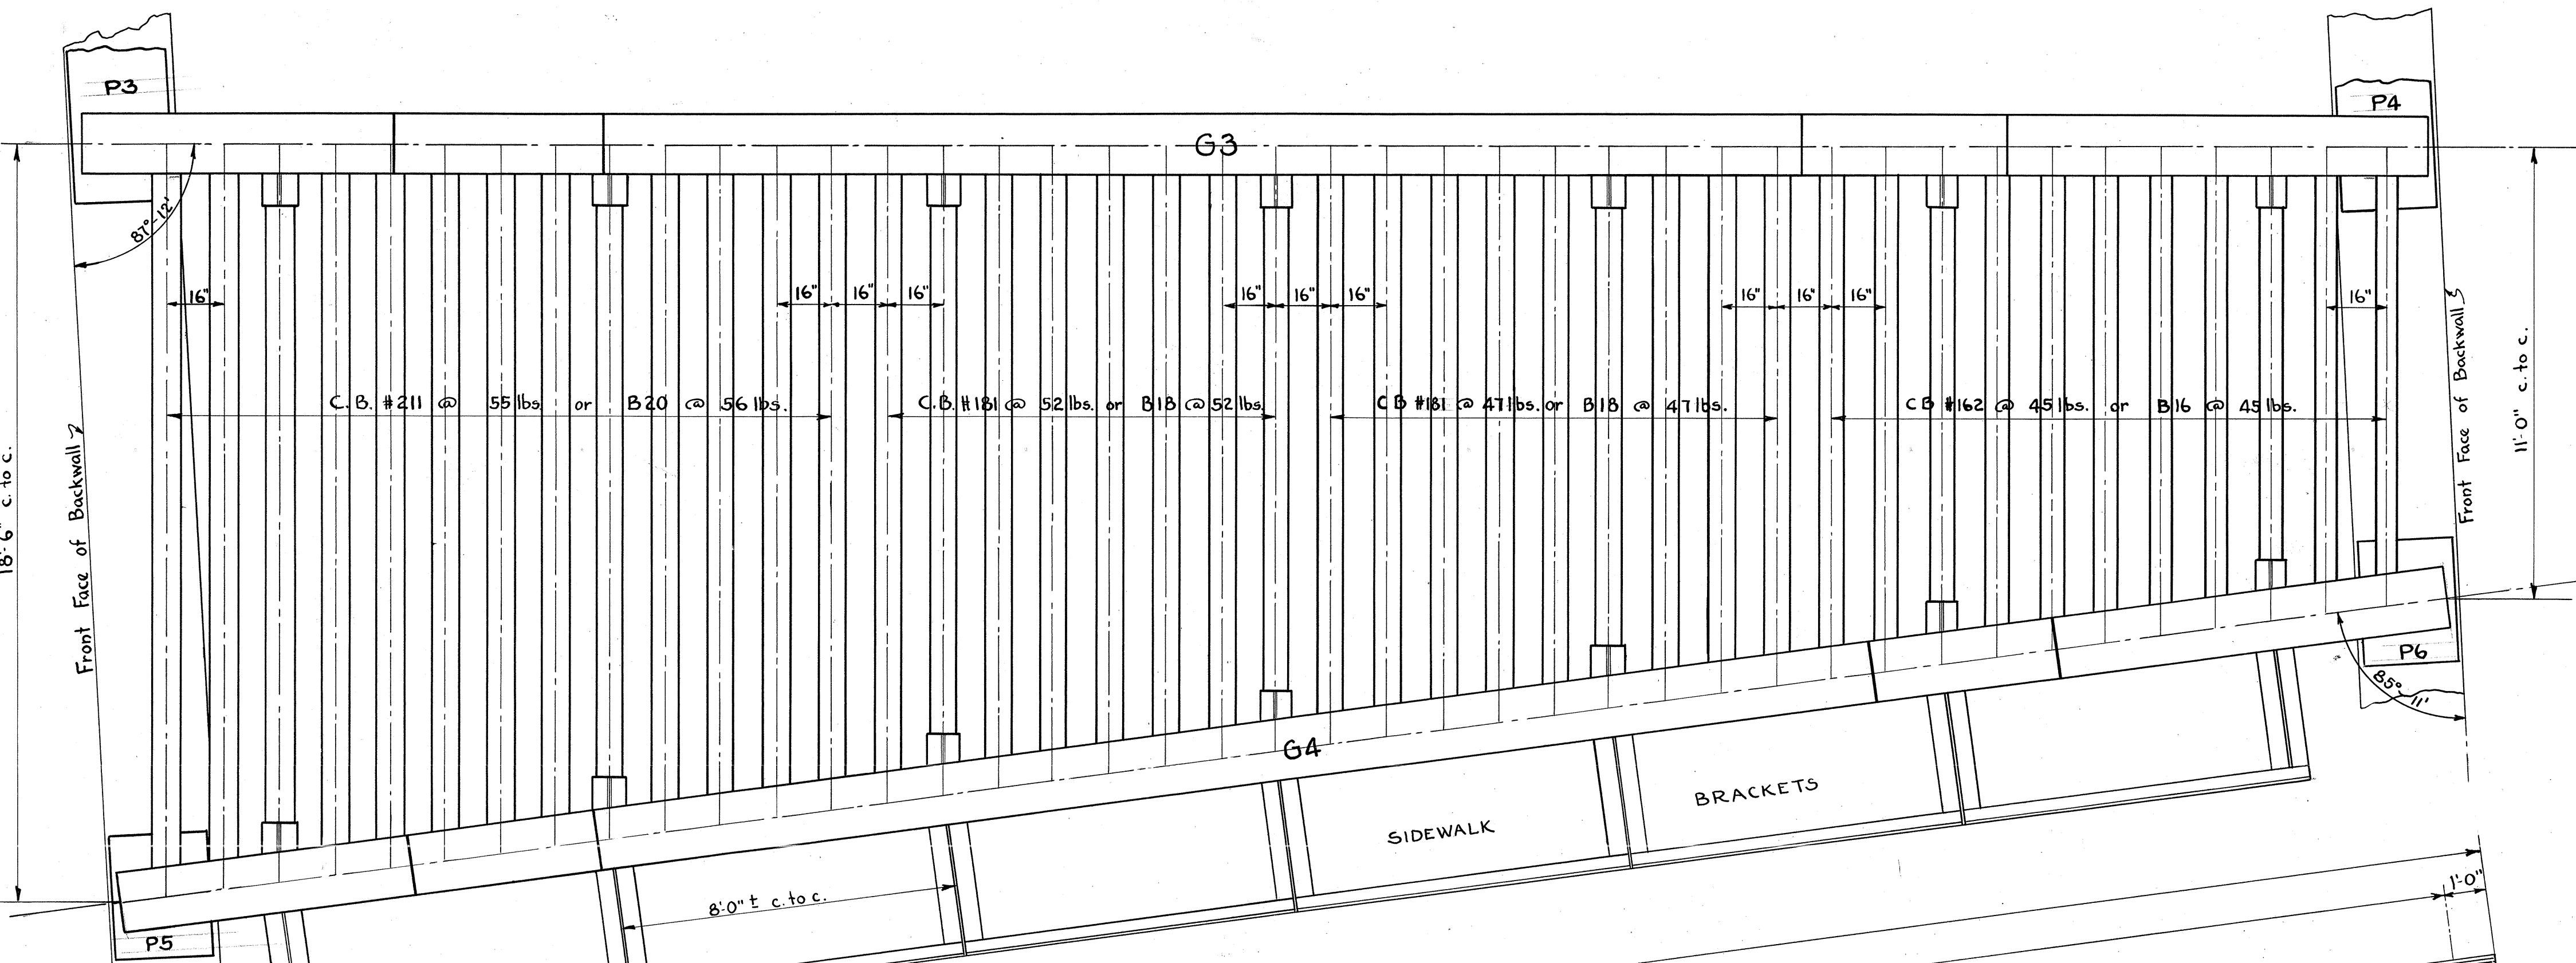 P3
P4
G3
87°-12'
16"
16"
16"
16"
16"
16"
16"
16"
16"
16"
16"
C.B. #211 @ 55 lbs. or B20 @ 56 lbs.
C.B. #181 @ 52 lbs. or B18 @ 52 lbs.
CB #181 @ 47 lbs. or B18 @ 47 lbs.
CB #162 @ 45 lbs. or B16 @ 45 lbs.
18'-6" c. to c.
Front Face of Backwall
Front Face of Backwall
11'-0" c. to c.
P6
85° 11'
G4
BRACKETS
SIDEWALK
8'-0" ± c. to c.
1'-0"
P5